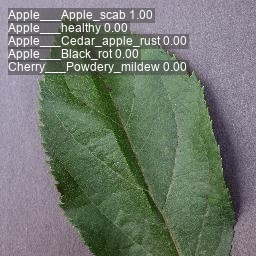 Apple___Apple_scab 1.00
Apple___healthy 0.00
Apple___Cedar_apple_rust 0.00
Apple___Black_rot 0.00
Cherry___Powdery_mildew 0.00